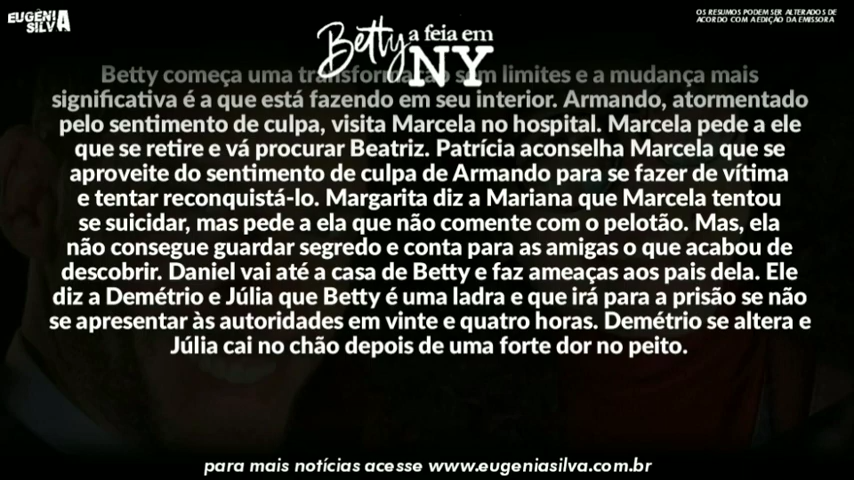 EUGÊNIA
SILVA
OS RESUMOS PODEM SER ALTERADOS DE
ACORDO COM A EDIÇÃO DA EMISSORA
Betty a feia em
NY
Betty começa uma transformação sem limites e a mudança mais
significativa é a que está fazendo em seu interior. Armando, atormentado
pelo sentimento de culpa, visita Marcela no hospital. Marcela pede a ele
que se retire e vá procurar Beatriz. Patrícia aconselha Marcela que se
aproveite do sentimento de culpa de Armando para se fazer de vítima
e tentar reconquistá-lo. Margarita diz a Mariana que Marcela tentou
se suicidar, mas pede a ela que não comente com o pelotão. Mas, ela
não consegue guardar segredo e conta para as amigas o que acabou de
descobrir. Daniel vai até a casa de Betty e faz ameaças aos pais dela. Ele
diz a Demétrio e Júlia que Betty é uma ladra e que irá para a prisão se não
se apresentar às autoridades em vinte e quatro horas. Demétrio se altera e
Júlia cai no chão depois de uma forte dor no peito.
para mais notícias acesse www.eugeniasilva.com.br